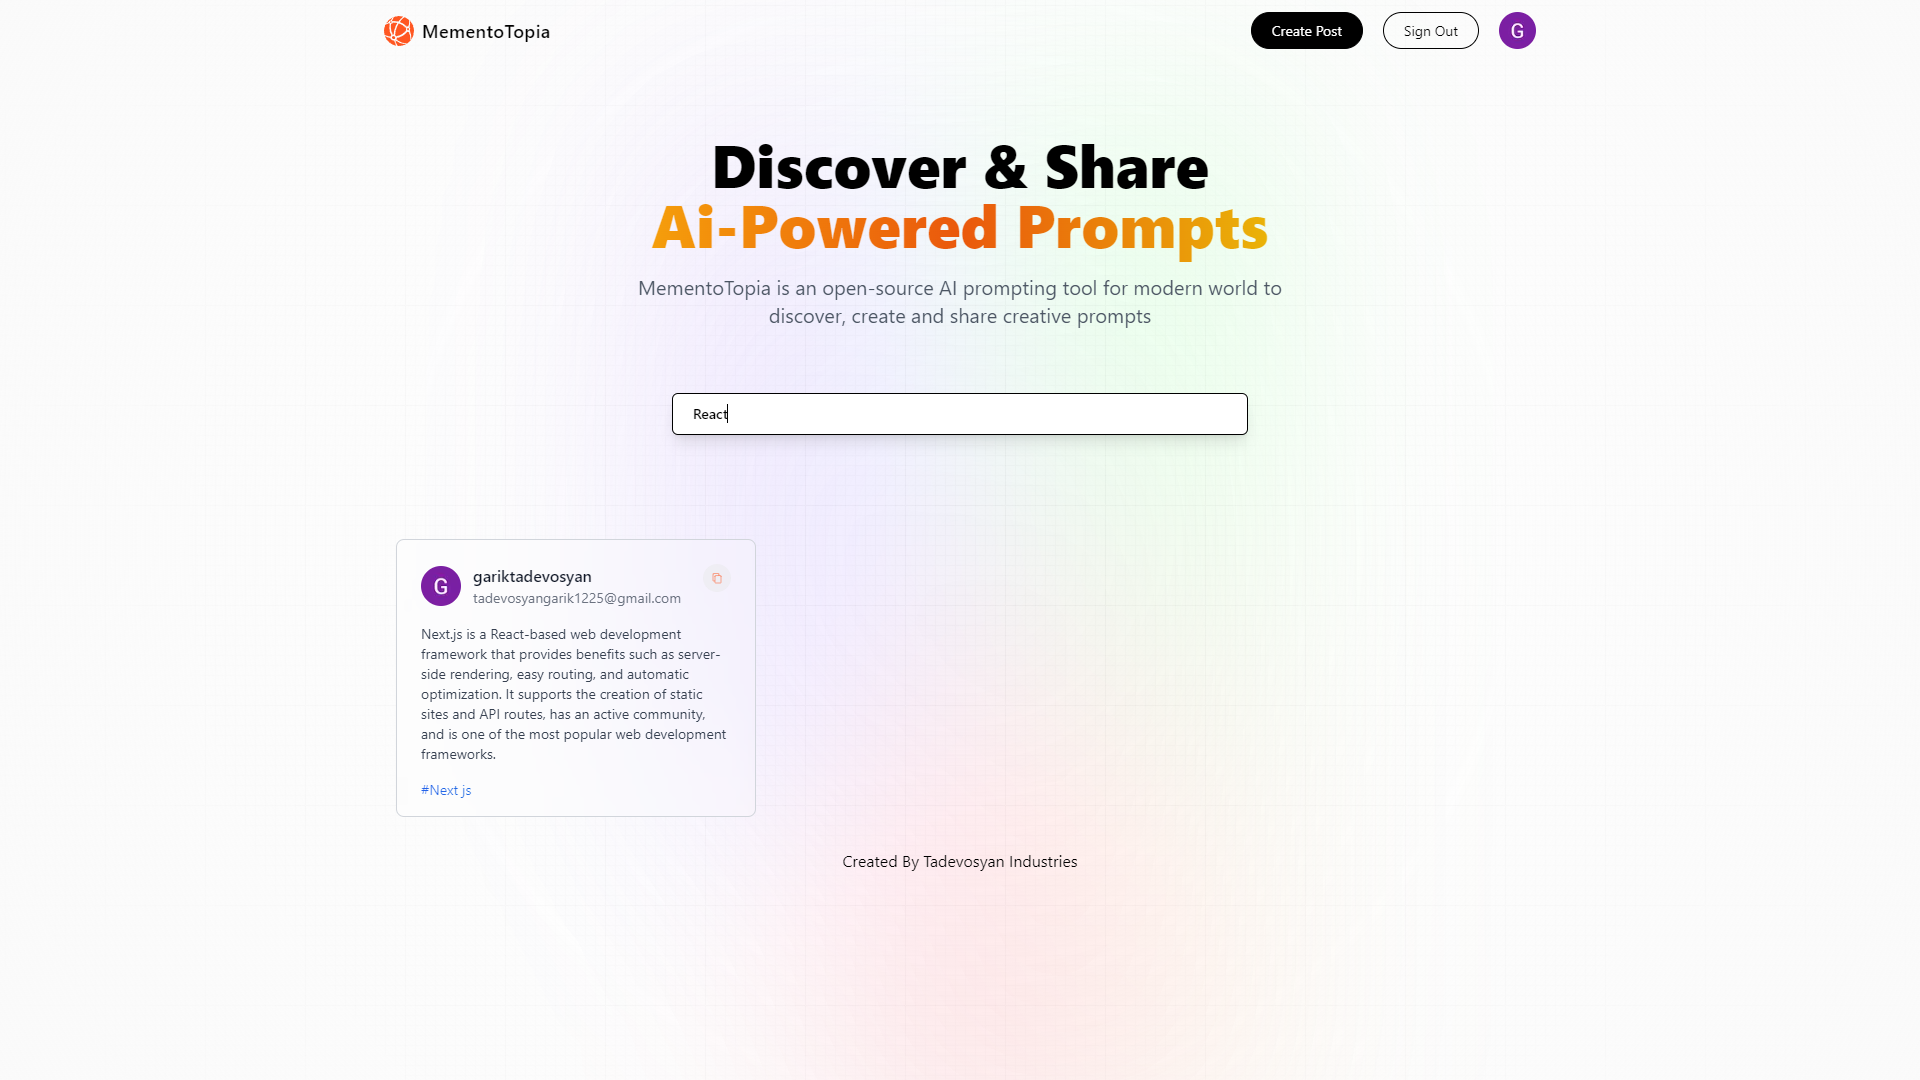 MementoTopia
Create Post
Sign Out
G
Discover & Share
Ai-Powered Prompts
MementoTopia is an open-source AI prompting tool for modern world to
discover, create and share creative prompts
React
G
gariktadevosyan
tadevosyangarik1225@gmail.com
Next.js is a React-based web development
framework that provides benefits such as server-
side rendering, easy routing, and automatic
optimization. It supports the creation of static
sites and API routes, has an active community,
and is one of the most popular web development
frameworks.
#Next js
Created By Tadevosyan Industries